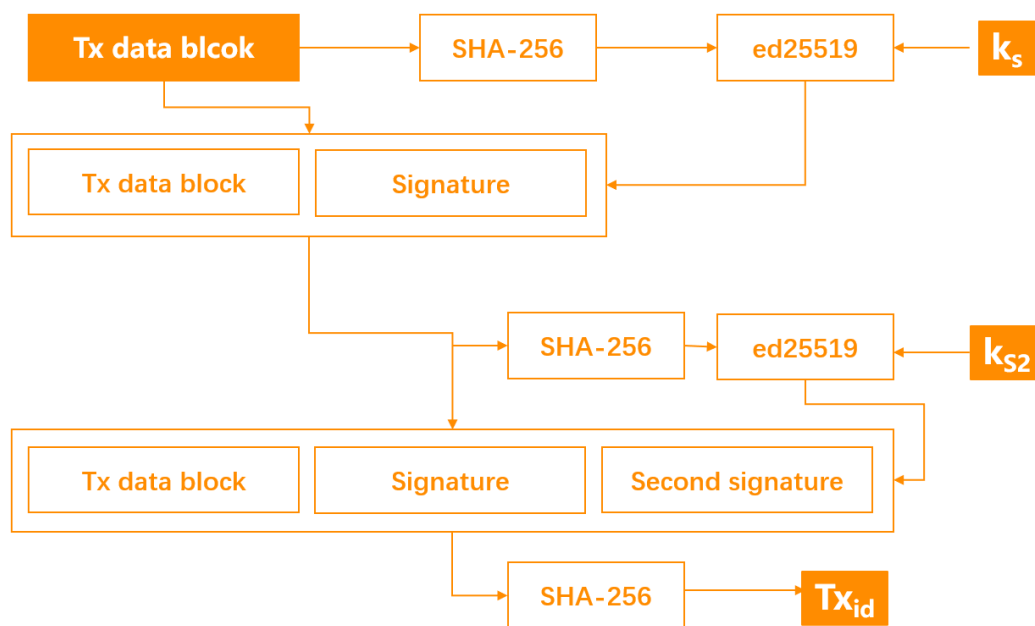 Tx data blcok
SHA-256
ed25519
ks
Tx data block
Signature
SHA-256
ed25519
kS2
Tx data block
Signature
Second signature
SHA-256
Txid